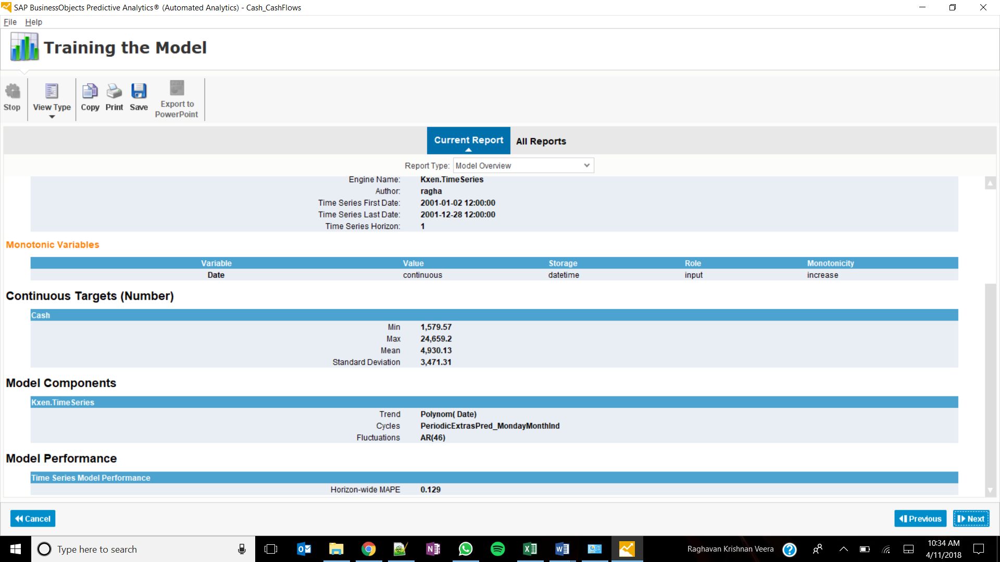 SAP BusinessObjects Predictive Analytics® (Automated Analytics) - Cash_CashFlows
File Help
Training the Model
Stop View Type Copy Print Save Export to PowerPoint
Current Report All Reports
Report Type: Model Overview
Engine Name: Kxen.TimeSeries
Author: ragha
Time Series First Date: 2001-01-02 12:00:00
Time Series Last Date: 2001-12-28 12:00:00
Time Series Horizon: 1
Monotonic Variables
Variable Value Storage Role Monotonicity
Date continuous datetime input increase
Continuous Targets (Number)
Cash
Min 1,579.57
Max 24,659.2
Mean 4,930.13
Standard Deviation 3,471.31
Model Components
Kxen.TimeSeries
Trend Polynom( Date)
Cycles PeriodicExtrasPred_MondayMonthInd
Fluctuations AR(46)
Model Performance
Time Series Model Performance
Horizon-wide MAPE 0.129
Cancel Previous Next
Type here to search
Raghavan Krishnan Veera
10:34 AM
4/11/2018